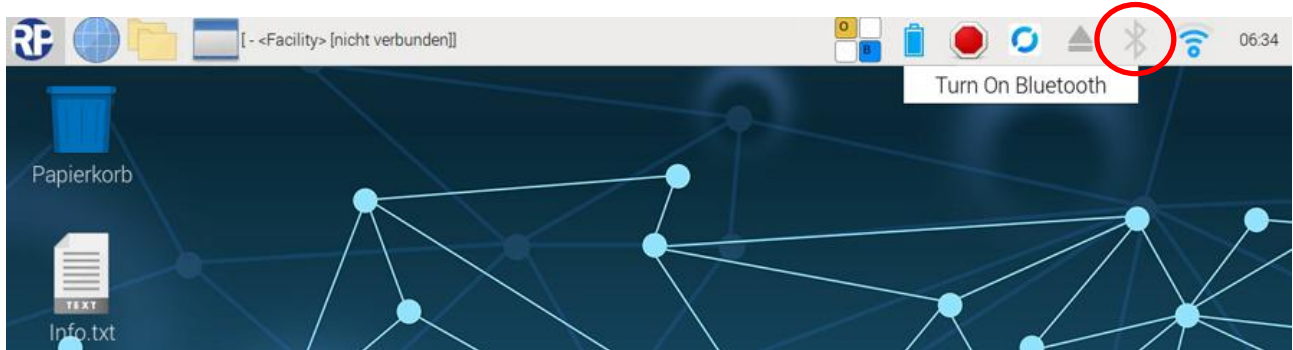 RP
[ - <Facility> [nicht verbunden]]
O
B
06:34
Turn On Bluetooth
Papierkorb
TEXT
Info.txt